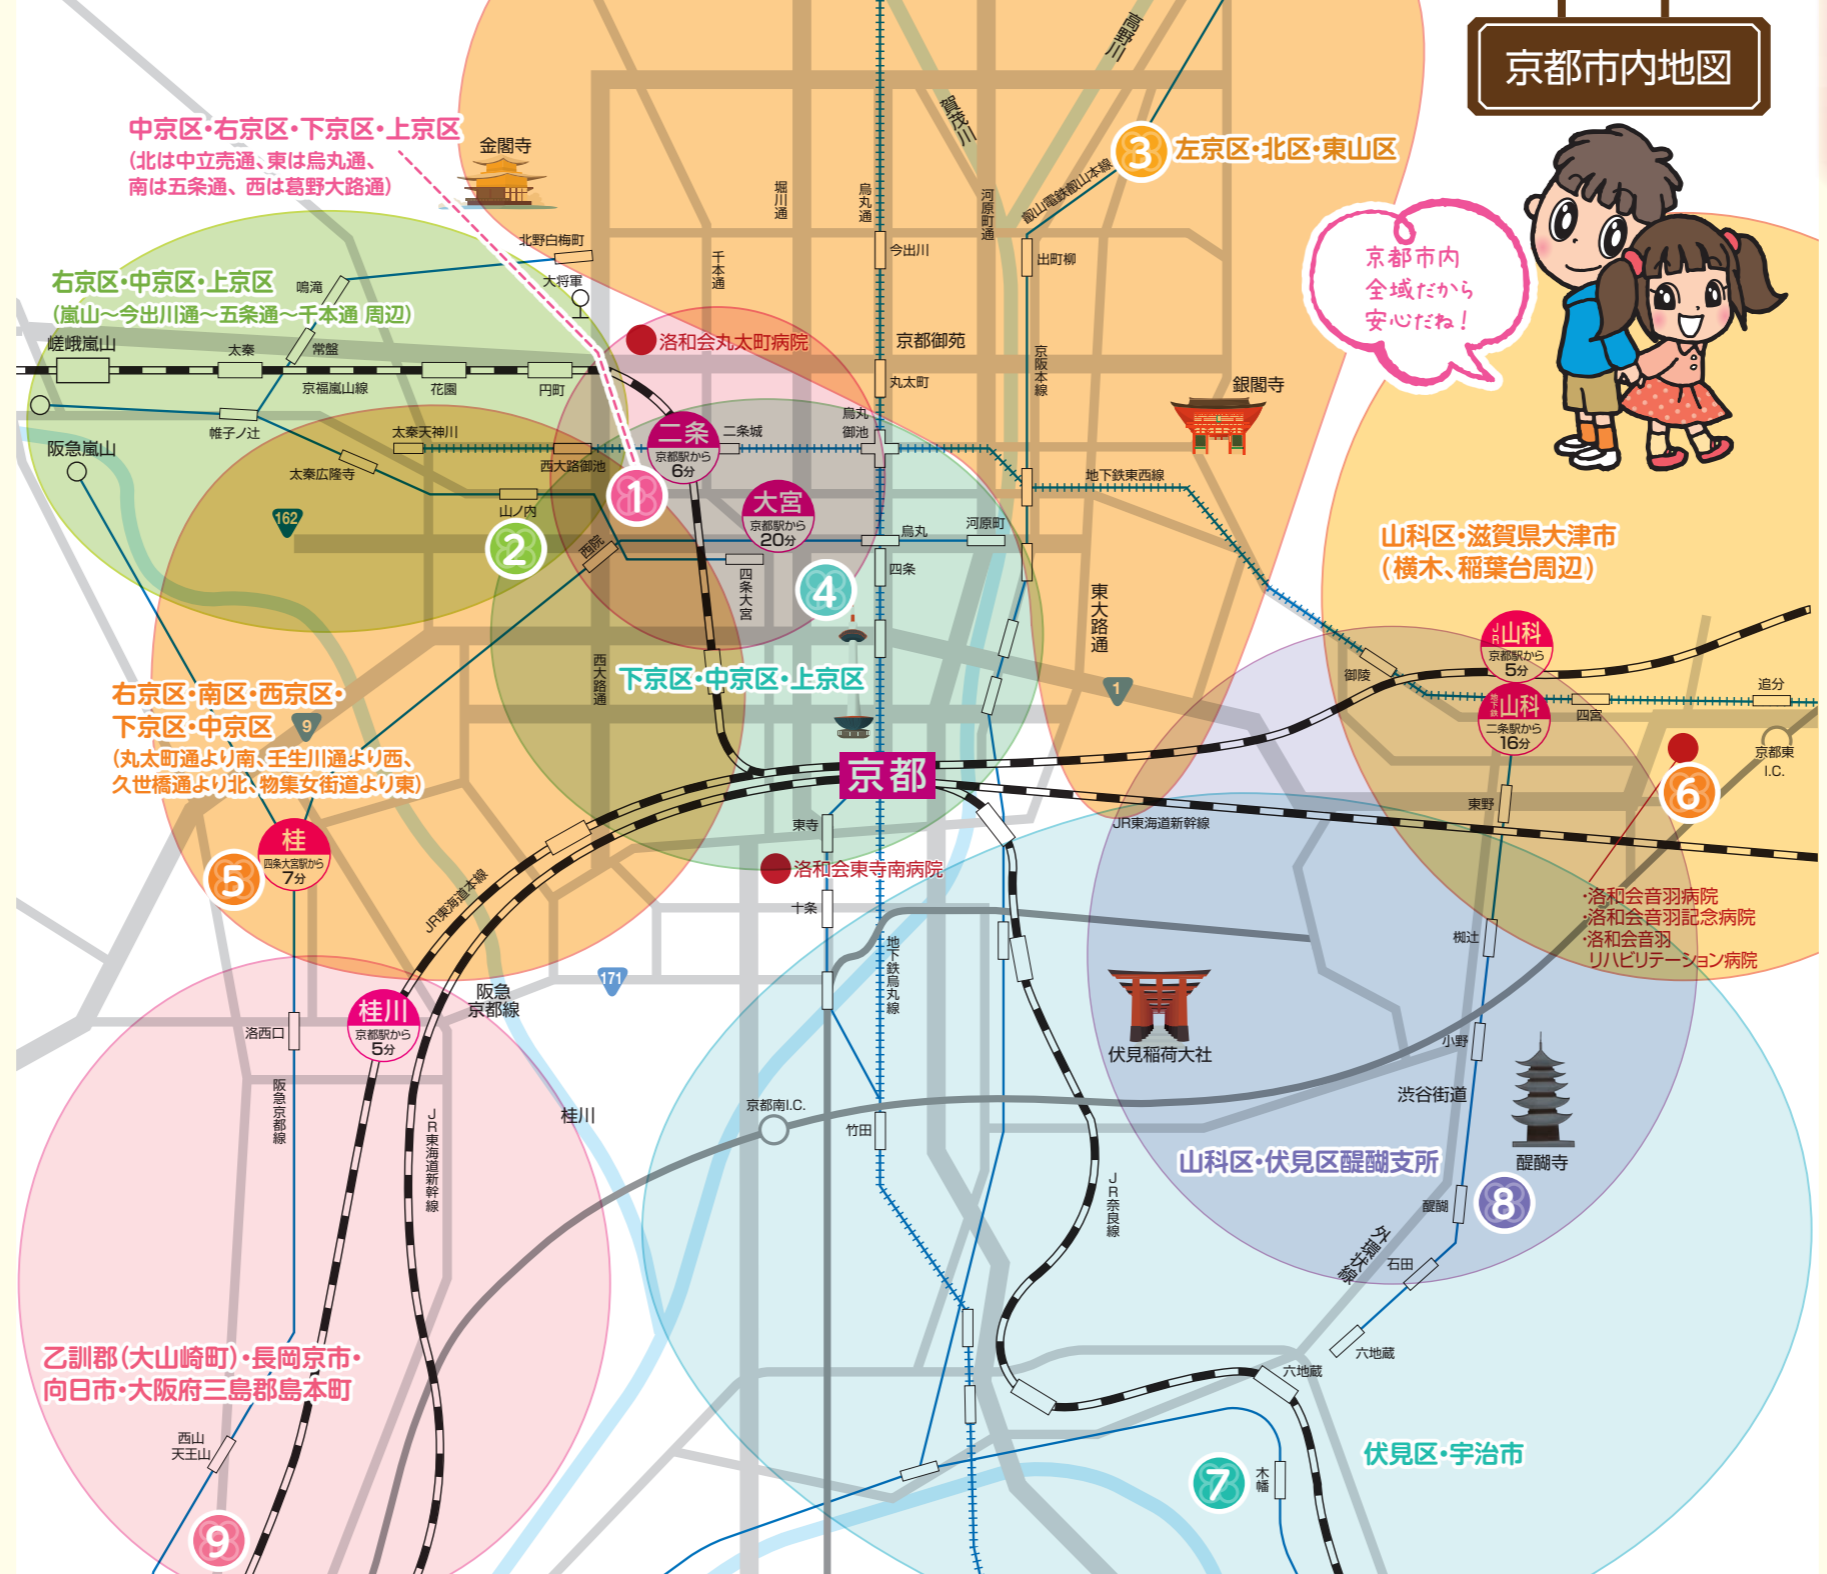 京都市内地図
中京区・右京区・下京区・上京区
(北は中立売通、東は烏丸通、
南は五条通、西は葛野大路通)
金閣寺
高野川
賀茂川
3
左京区・北区・東山区
堀川通
烏丸通
河原町通
叡山電鉄叡山本線
京都市内
全域だから
安心だね！
北野白梅町
今出川
出町柳
千本通
右京区・中京区・上京区
(嵐山～今出川通～五条通～千本通 周辺)
鳴滝
大将軍
嵯峨嵐山
太秦
常盤
京福嵐山線
花園
円町
洛和会丸太町病院
京都御苑
丸太町
京阪本線
銀閣寺
帷子ノ辻
阪急嵐山
太秦天神川
太秦広隆寺
西大路御池
二条
京都駅から
6分
二条城
烏丸
御池
地下鉄東西線
1
大宮
京都駅から
20分
162
山ノ内
2
西院
烏丸
河原町
四条
四条大宮
4
東大路通
山科区・滋賀県大津市
(横木、稲葉台周辺)
JR山科
京都駅から
5分
御陵
地下鉄山科
二条駅から
16分
四宮
追分
京都東
I.C.
西大路通
下京区・中京区・上京区
1
右京区・南区・西京区・
下京区・中京区
9
(丸太町通より南、壬生川通より西、
久世橋通より北、物集女街道より東)
京都
6
東野
JR東海道新幹線
東寺
桂
四条大宮駅から
7分
5
洛和会東寺南病院
JR東海道本線
十条
・洛和会音羽病院
・洛和会音羽記念病院
・洛和会音羽
リハビリテーション病院
椥辻
地下鉄烏丸線
171
阪急
京都線
桂川
京都駅から
5分
洛西口
阪急京都線
JR東海道新幹線
桂川
京都南I.C.
竹田
伏見稲荷大社
小野
渋谷街道
醍醐寺
山科区・伏見区醍醐支所
JR奈良線
醍醐
8
外環状線
石田
六地蔵
六地蔵
乙訓郡(大山崎町)・長岡京市・
向日市・大阪府三島郡島本町
西山
天王山
9
伏見区・宇治市
7
木幡